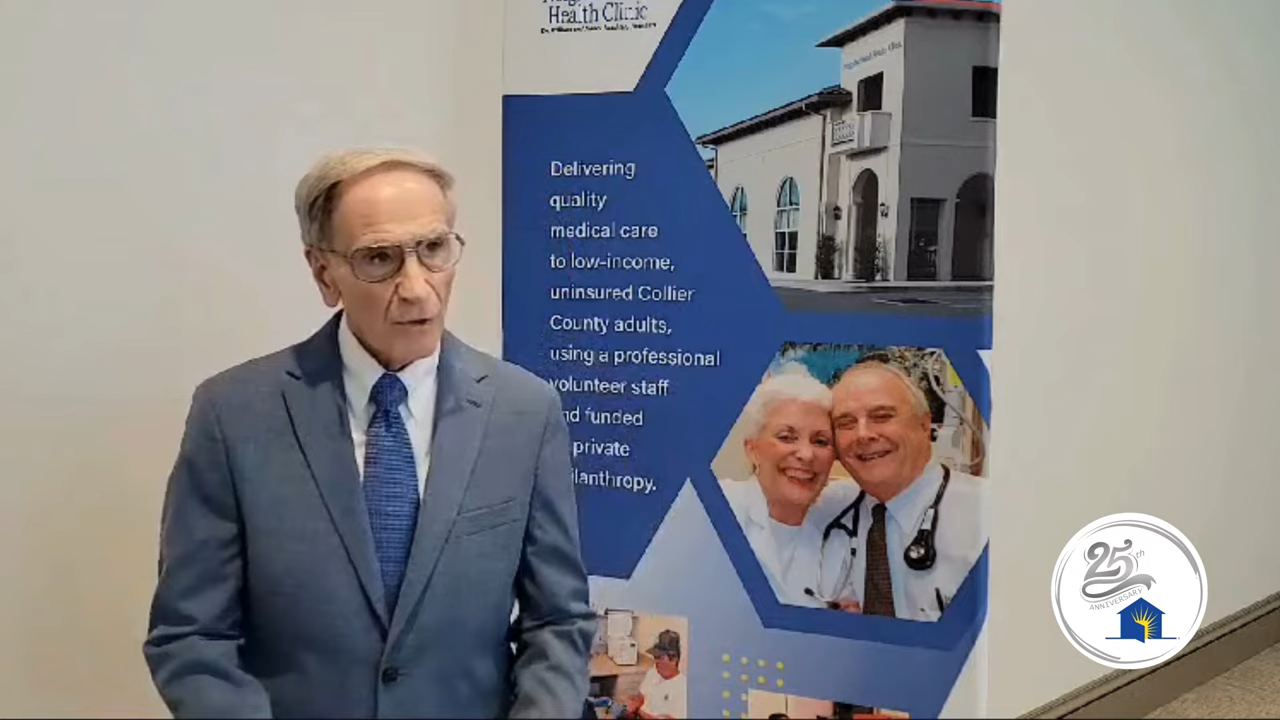 Health Clinic
Delivering
quality
medical care
to low-income,
uninsured Collier
County adults,
using a professional
volunteer staff
nd funded
private
ilanthropy.
25th
ANNIVERSARY